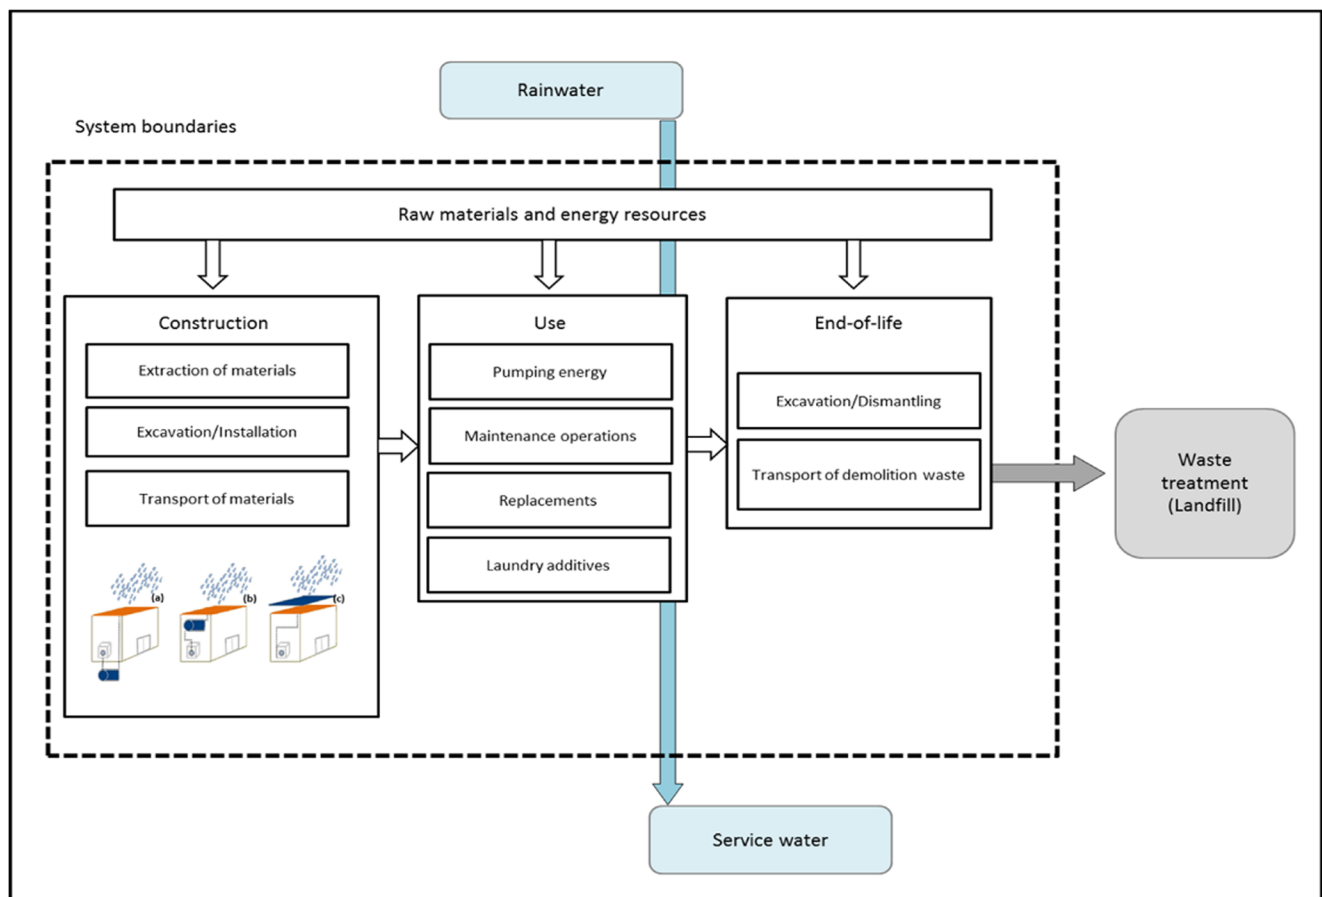 Rainwater
System boundaries
Raw materials and energy resources
Construction
Extraction of materials
Excavation/Installation
Transport of materials
(a)
(b)
(c)
Use
Pumping energy
Maintenance operations
Replacements
Laundry additives
End-of-life
Excavation/Dismantling
Transport of demolition waste
Waste
treatment
(Landfill)
Service water